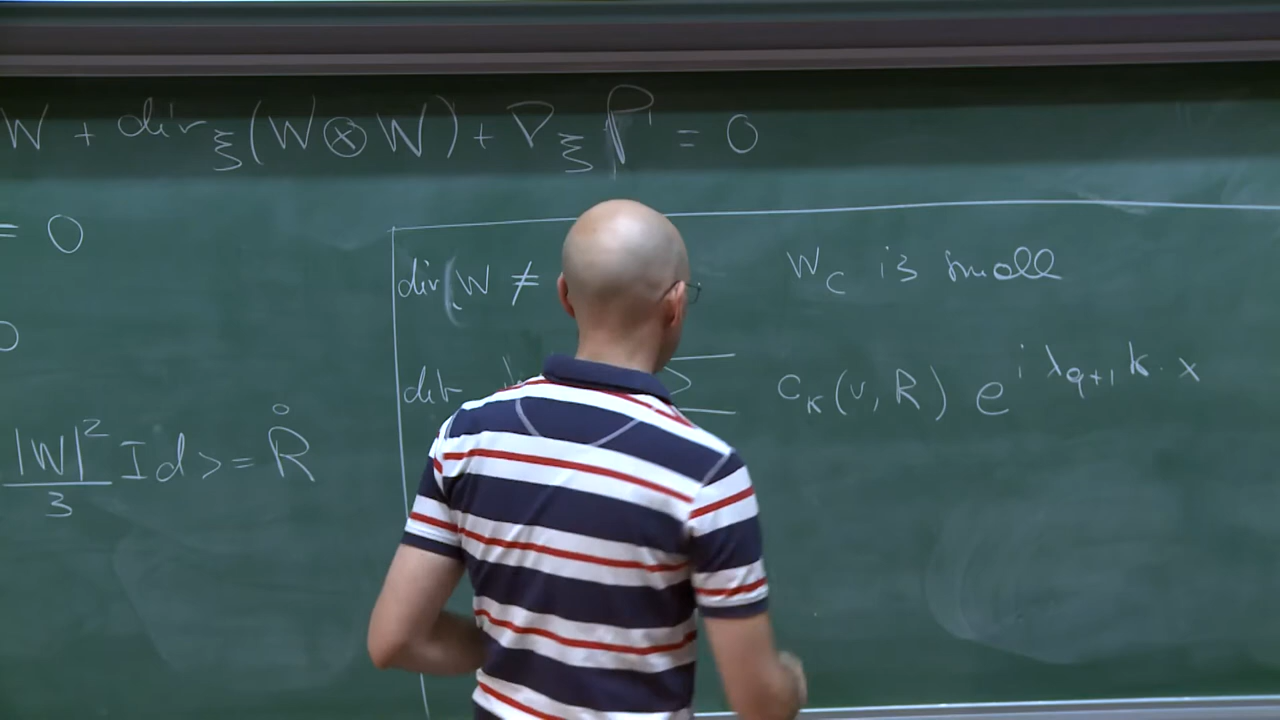 W + div_ξ (W ⊗ W) + ∇_ξ P = 0
= 0
div W ≠
W_c is small
0
div
Σ c_k (v, R) e^{i λ_{q+1} k · x}
|W|²/3 Id > = R̊